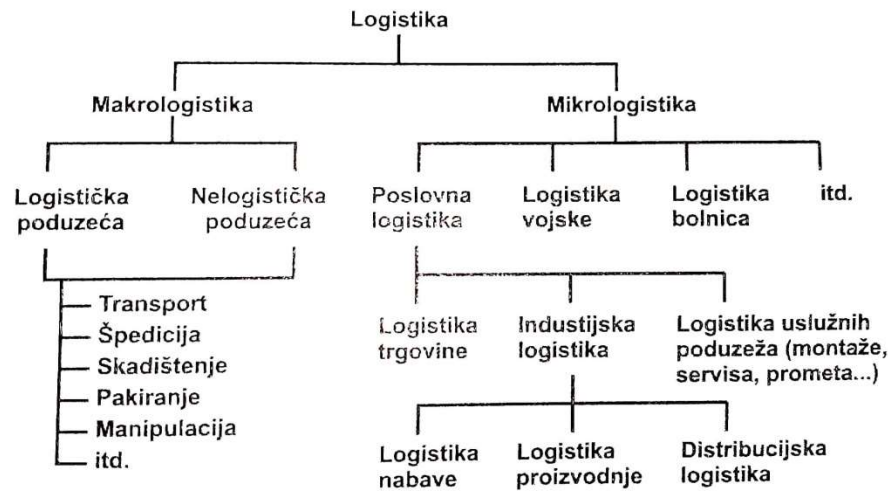 Logistika
Makrologistika
Mikrologistika
Logistička
poduzeća
Nelogistička
poduzeća
Poslovna
logistika
Logistika
vojske
Logistika
bolnica
itd.
Transport
Špedicija
Skadištenje
Pakiranje
Manipulacija
itd.
Logistika
trgovine
Industijska
logistika
Logistika uslužnih
poduzeža (montaže,
servisa, prometa...)
Logistika
nabave
Logistika
proizvodnje
Distribucijska
logistika